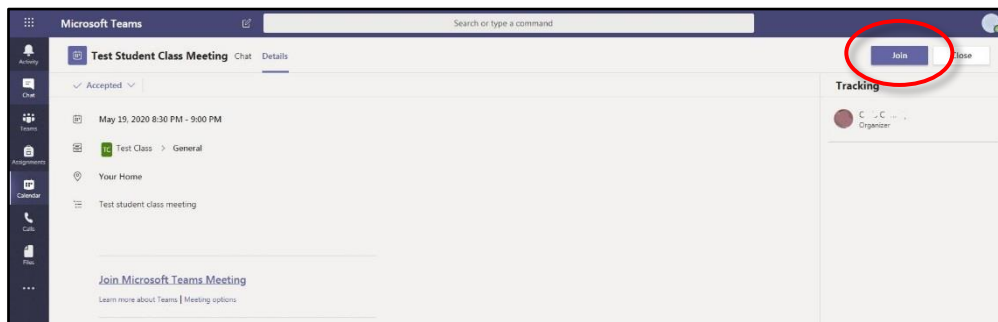 Microsoft Teams
Search or type a command
Activity
Chat
Teams
Assignments
Calendar
Calls
Files
Test Student Class Meeting Chat Details
Join
Close
Accepted
May 19, 2020 8:30 PM - 9:00 PM
TC Test Class > General
Your Home
Test student class meeting
Join Microsoft Teams Meeting
Learn more about Teams | Meeting options
Tracking
Organizer